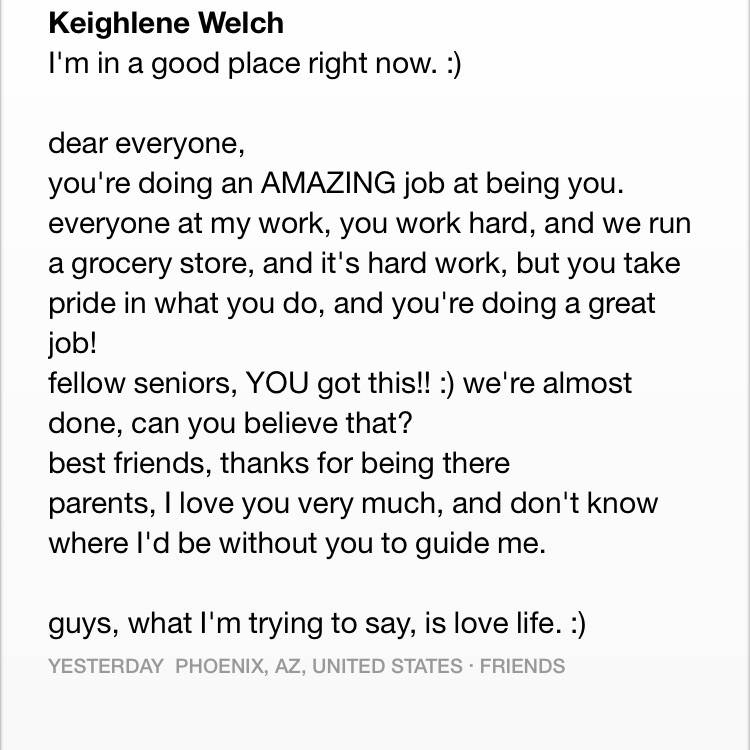 Keighlene Welch
I'm in a good place right now. :)
dear everyone,
you're doing an AMAZING job at being you.
everyone at my work, you work hard, and we run
a grocery store, and it's hard work, but you take
pride in what you do, and you're doing a great
job!
fellow seniors, YOU got this!! :) we're almost
done, can you believe that?
best friends, thanks for being there
parents, I love you very much, and don't know
where I'd be without you to guide me.
guys, what I'm trying to say, is love life. :)
YESTERDAY PHOENIX, AZ, UNITED STATES · FRIENDS